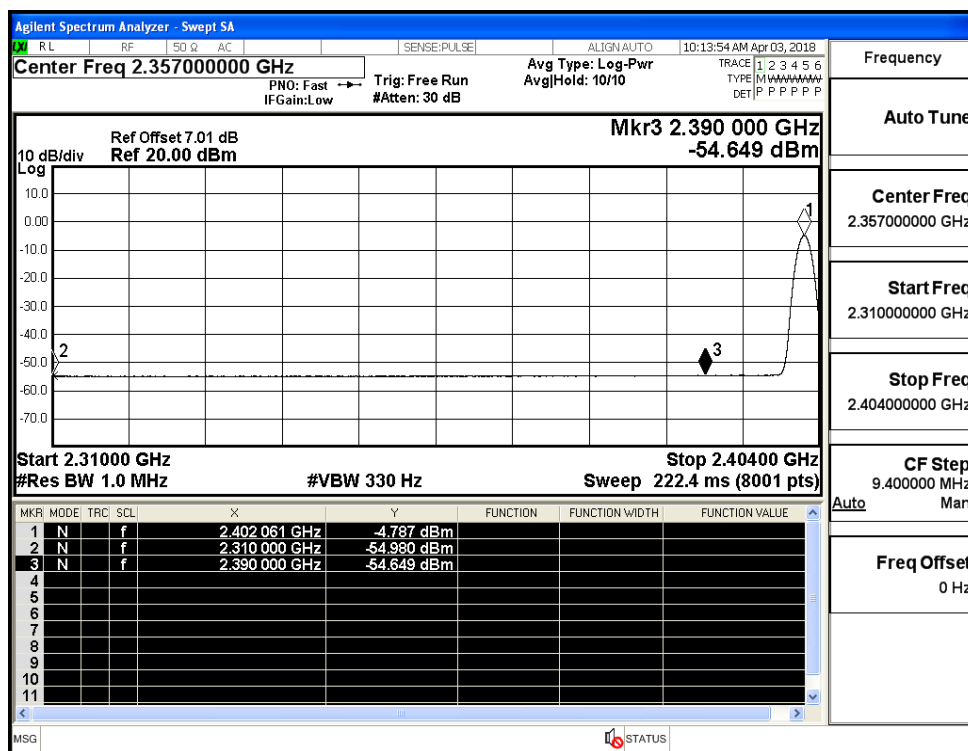 Agilent Spectrum Analyzer - Swept SA
LXI RL RF 50 Ω AC SENSE:PULSE ALIGN AUTO 10:13:54 AM Apr 03, 2018
Center Freq 2.357000000 GHz
PNO: Fast
IFGain:Low
Trig: Free Run
#Atten: 30 dB
Avg Type: Log-Pwr
Avg|Hold: 10/10
TRACE 1 2 3 4 5 6
TYPE M WWWWW
DET P P P P P P
Ref Offset 7.01 dB
10 dB/div Ref 20.00 dBm
Log
Mkr3 2.390 000 GHz
-54.649 dBm
10.0
0.00
-10.0
-20.0
-30.0
-40.0
-50.0
-60.0
-70.0
1
2
3
Start 2.31000 GHz Stop 2.40400 GHz
#Res BW 1.0 MHz #VBW 330 Hz Sweep 222.4 ms (8001 pts)
MKR MODE TRC SCL X Y FUNCTION FUNCTION WIDTH FUNCTION VALUE
1 N f 2.402 061 GHz -4.787 dBm
2 N f 2.310 000 GHz -54.980 dBm
3 N f 2.390 000 GHz -54.649 dBm
4
5
6
7
8
9
10
11
MSG STATUS
Frequency
Auto Tune
Center Freq
2.357000000 GHz
Start Freq
2.310000000 GHz
Stop Freq
2.404000000 GHz
CF Step
9.400000 MHz
Auto Man
Freq Offset
0 Hz